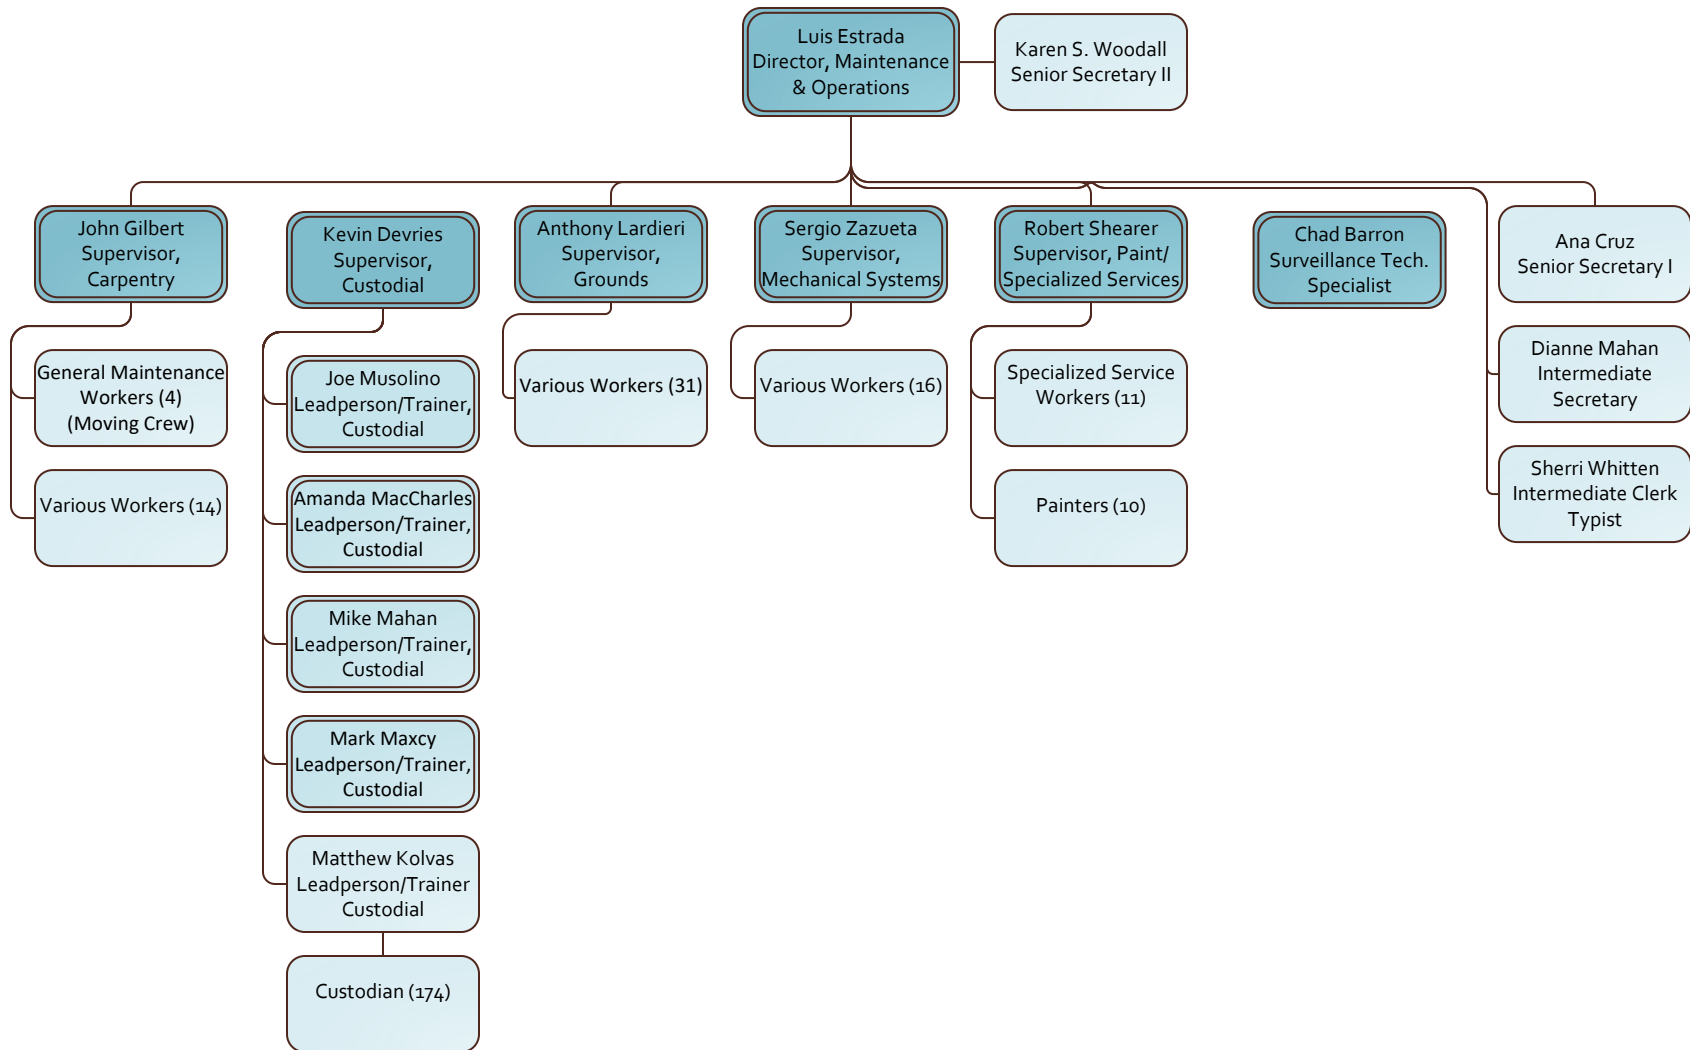 Luis Estrada
Director, Maintenance
& Operations
Karen S. Woodall
Senior Secretary II
John Gilbert
Supervisor,
Carpentry
General Maintenance
Workers (4)
(Moving Crew)
Various Workers (14)
Kevin Devries
Supervisor,
Custodial
Joe Musolino
Leadperson/Trainer,
Custodial
Amanda MacCharles
Leadperson/Trainer,
Custodial
Mike Mahan
Leadperson/Trainer,
Custodial
Mark Maxcy
Leadperson/Trainer,
Custodial
Matthew Kolvas
Leadperson/Trainer
Custodial
Custodian (174)
Anthony Lardieri
Supervisor,
Grounds
Various Workers (31)
Sergio Zazueta
Supervisor,
Mechanical Systems
Various Workers (16)
Robert Shearer
Supervisor, Paint/
Specialized Services
Specialized Service
Workers (11)
Painters (10)
Chad Barron
Surveillance Tech.
Specialist
Ana Cruz
Senior Secretary I
Dianne Mahan
Intermediate
Secretary
Sherri Whitten
Intermediate Clerk
Typist